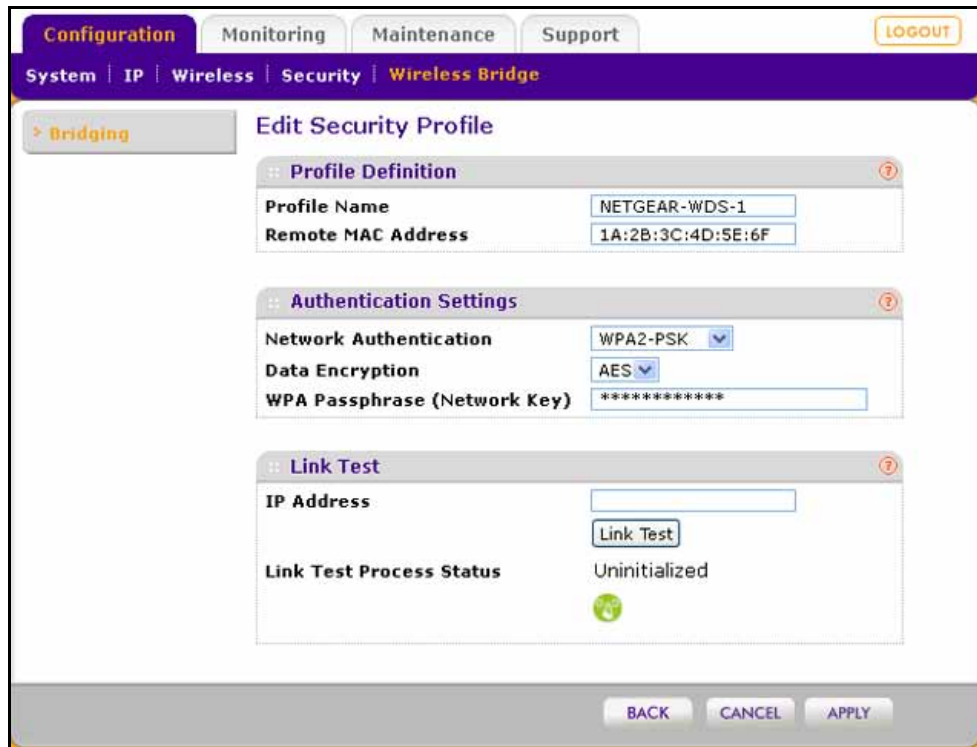 Configuration Monitoring Maintenance Support LOGOUT
System IP Wireless Security Wireless Bridge
Bridging
Edit Security Profile
Profile Definition
Profile Name NETGEAR-WDS-1
Remote MAC Address 1A:2B:3C:4D:5E:6F
Authentication Settings
Network Authentication WPA2-PSK
Data Encryption AES
WPA Passphrase (Network Key) ************
Link Test
IP Address
Link Test
Link Test Process Status Uninitialized
BACK CANCEL APPLY